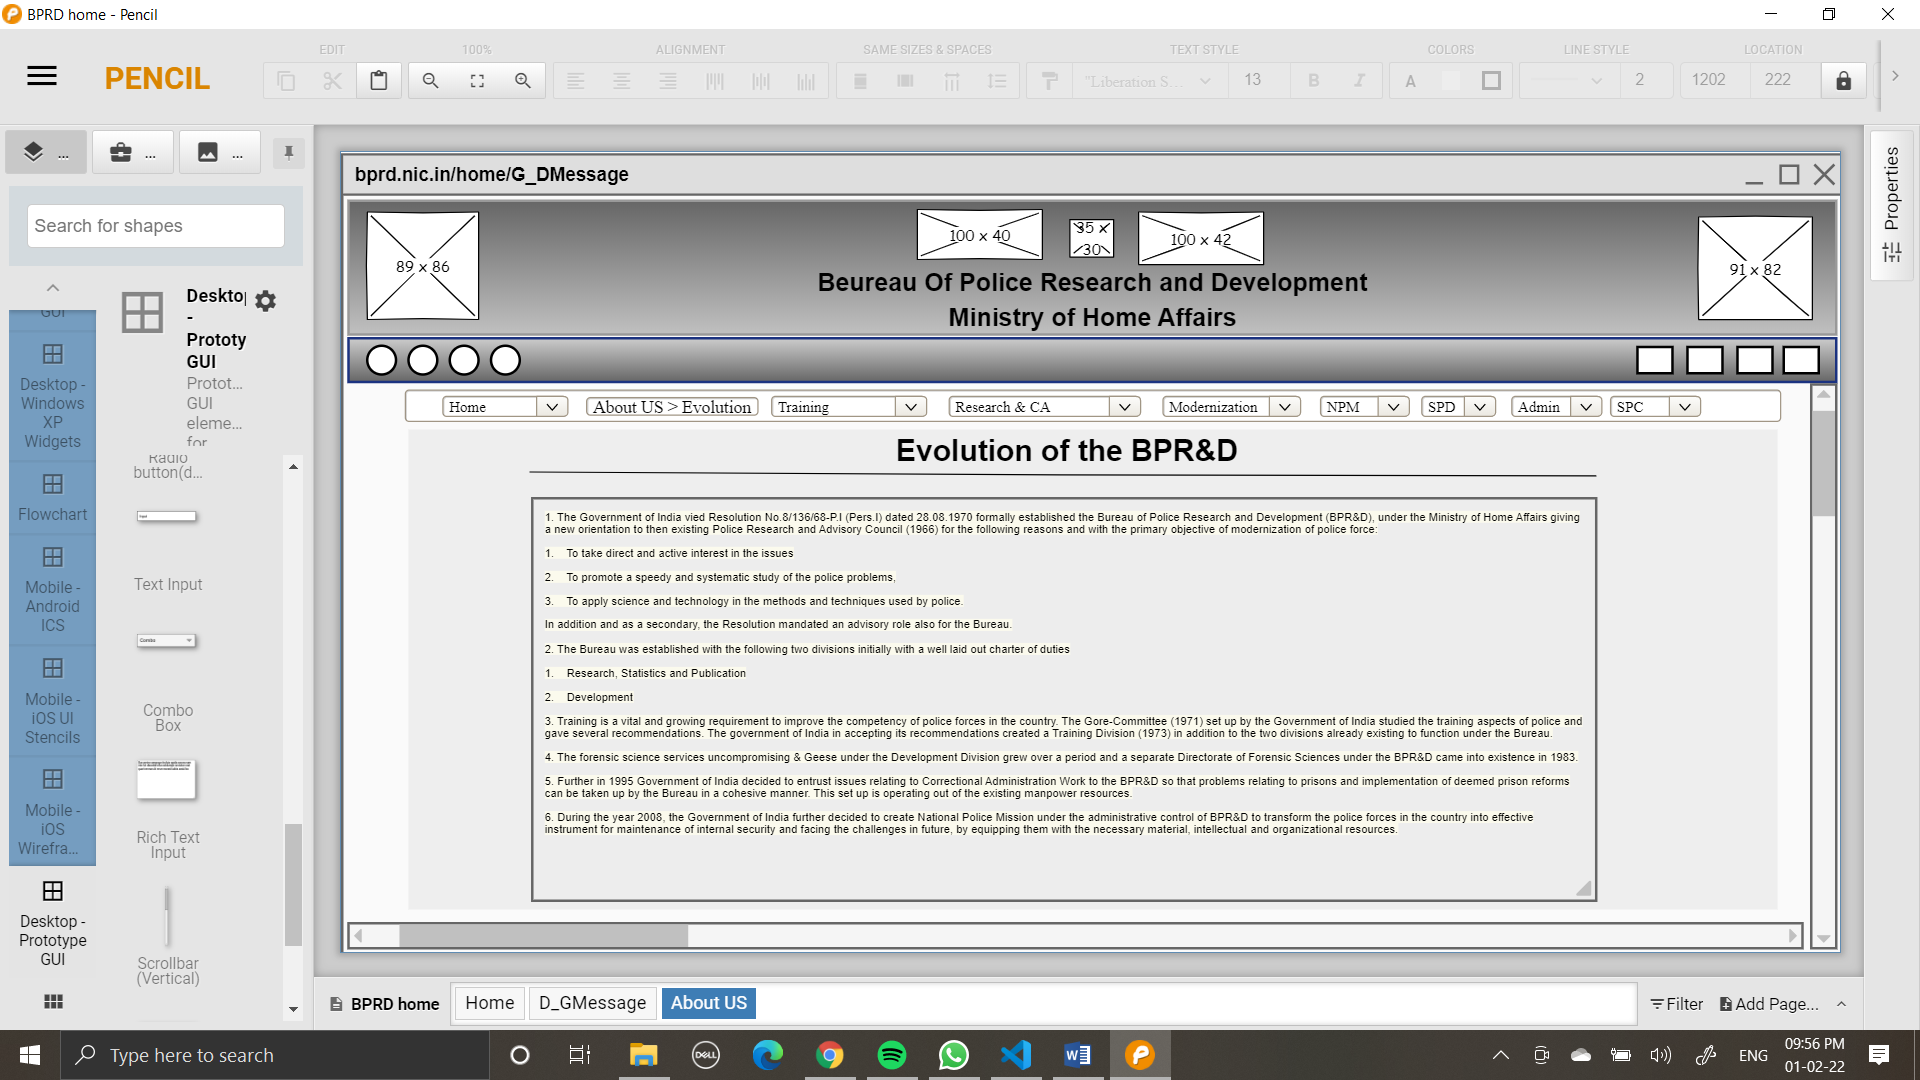 BPRD home - Pencil
EDIT
100%
ALIGNMENT
SAME SIZES & SPACES
TEXT STYLE
COLORS
LINE STYLE
LOCATION
PENCIL
"Liberation S...
13
B
I
A
2
1202
222
...
...
...
Search for shapes
GUI
Desktop - Windows XP Widgets
Flowchart
Mobile - Android ICS
Mobile - iOS UI Stencils
Mobile - iOS Wirefra...
Desktop - Prototype GUI
Deskto
-
Prototy
GUI
Protot...
GUI
eleme...
for
Radio
button(d...
Text Input
Combo
Box
Rich Text
Input
Scrollbar
(Vertical)
Properties
bprd.nic.in/home/G_DMessage
89 x 86
100 x 40
35 x
30
100 x 42
91 x 82
Beureau Of Police Research and Development
Ministry of Home Affairs
Home
About US > Evolution
Training
Research & CA
Modernization
NPM
SPD
Admin
SPC
Evolution of the BPR&D
1. The Government of India vied Resolution No.8/136/68-P.I (Pers.I) dated 28.08.1970 formally established the Bureau of Police Research and Development (BPR&D), under the Ministry of Home Affairs giving
a new orientation to then existing Police Research and Advisory Council (1966) for the following reasons and with the primary objective of modernization of police force:
1. To take direct and active interest in the issues
2. To promote a speedy and systematic study of the police problems,
3. To apply science and technology in the methods and techniques used by police.
In addition and as a secondary, the Resolution mandated an advisory role also for the Bureau.
2. The Bureau was established with the following two divisions initially with a well laid out charter of duties
1. Research, Statistics and Publication
2. Development
3. Training is a vital and growing requirement to improve the competency of police forces in the country. The Gore-Committee (1971) set up by the Government of India studied the training aspects of police and
gave several recommendations. The government of India in accepting its recommendations created a Training Division (1973) in addition to the two divisions already existing to function under the Bureau.
4. The forensic science services uncompromising & Geese under the Development Division grew over a period and a separate Directorate of Forensic Sciences under the BPR&D came into existence in 1983.
5. Further in 1995 Government of India decided to entrust issues relating to Correctional Administration Work to the BPR&D so that problems relating to prisons and implementation of deemed prison reforms
can be taken up by the Bureau in a cohesive manner. This set up is operating out of the existing manpower resources.
6. During the year 2008, the Government of India further decided to create National Police Mission under the administrative control of BPR&D to transform the police forces in the country into effective
instrument for maintenance of internal security and facing the challenges in future, by equipping them with the necessary material, intellectual and organizational resources.
BPRD home
Home
D_GMessage
About US
Filter
Add Page...
Type here to search
DELL
ENG
09:56 PM
01-02-22